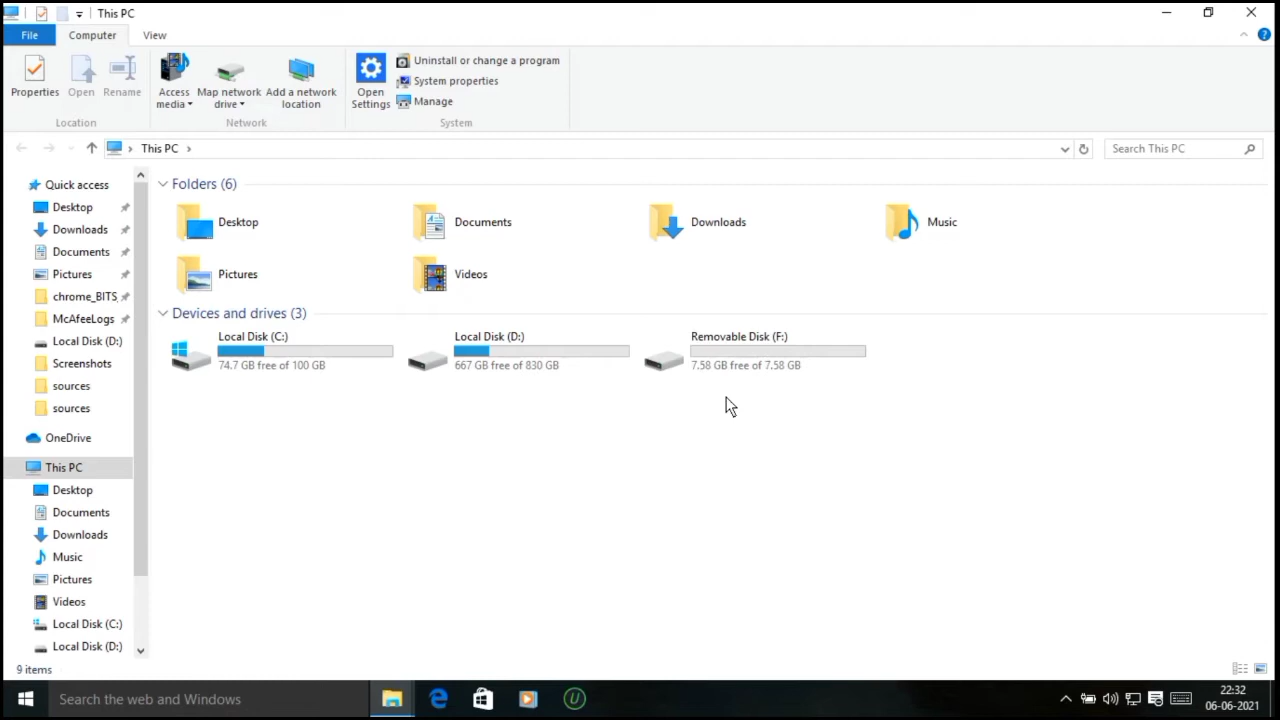 This PC
File
Computer
View
Properties
Open
Rename
Access media
Map network drive
Add a network location
Open Settings
Uninstall or change a program
System properties
Manage
Location
Network
System
This PC
Search This PC
Quick access
Desktop
Downloads
Documents
Pictures
chrome_BITS_
McAfeeLogs
Local Disk (D:)
Screenshots
sources
sources
OneDrive
This PC
Desktop
Documents
Downloads
Music
Pictures
Videos
Local Disk (C:)
Local Disk (D:)
Folders (6)
Desktop
Documents
Downloads
Music
Pictures
Videos
Devices and drives (3)
Local Disk (C:)
74.7 GB free of 100 GB
Local Disk (D:)
667 GB free of 830 GB
Removable Disk (F:)
7.58 GB free of 7.58 GB
9 items
Search the web and Windows
22:32
06-06-2021